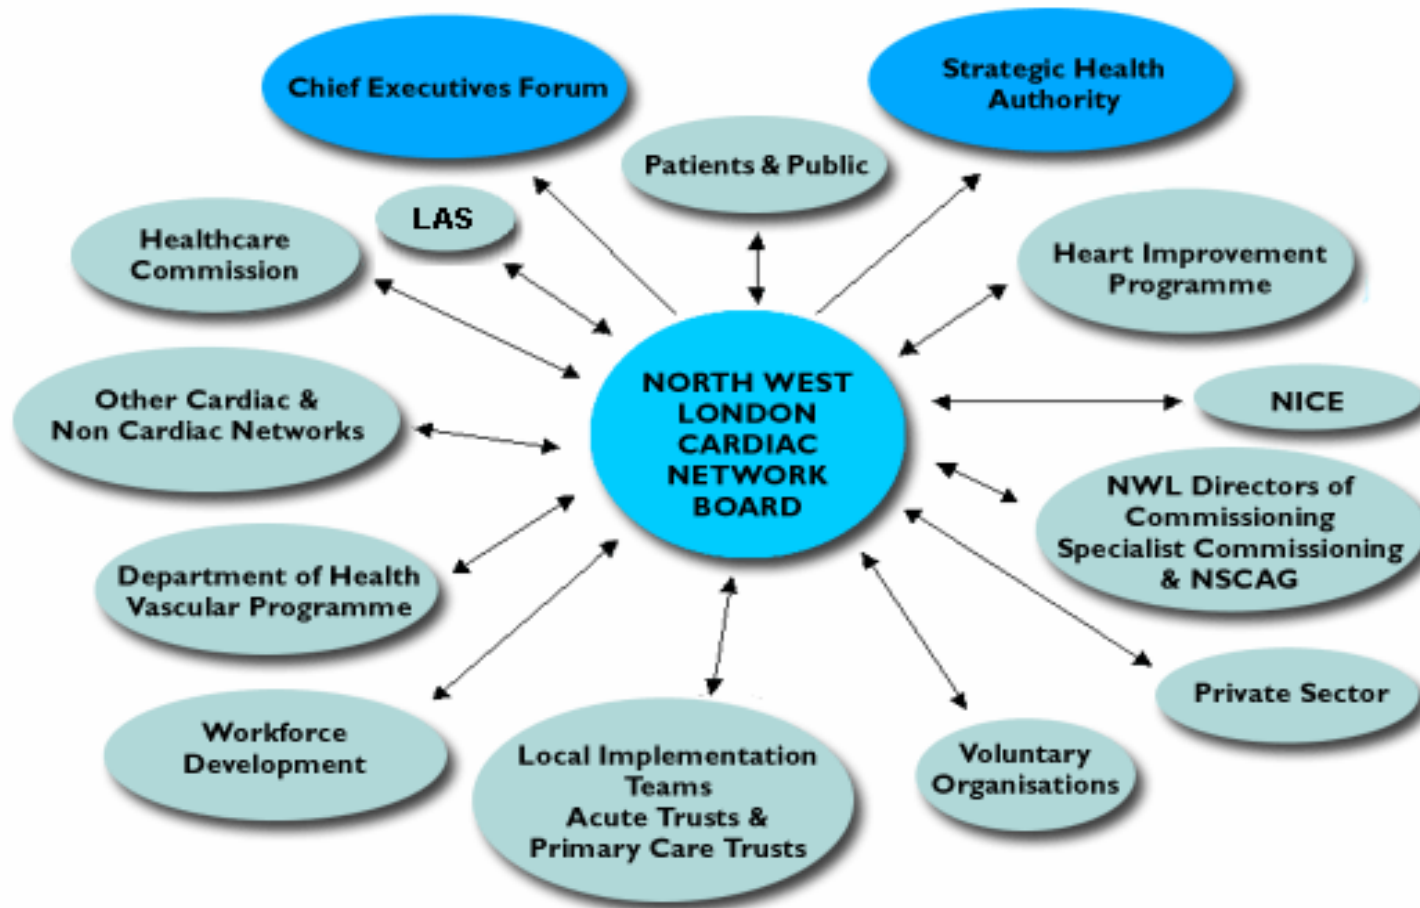 Chief Executives Forum
Strategic Health
Authority
Patients & Public
LAS
Healthcare
Commission
Heart Improvement
Programme
NORTH WEST
LONDON
CARDIAC
NETWORK
BOARD
Other Cardiac &
Non Cardiac Networks
NICE
NWL Directors of
Commissioning
Specialist Commissioning
& NSCAG
Department of Health
Vascular Programme
Private Sector
Workforce
Development
Local Implementation
Teams
Acute Trusts &
Primary Care Trusts
Voluntary
Organisations